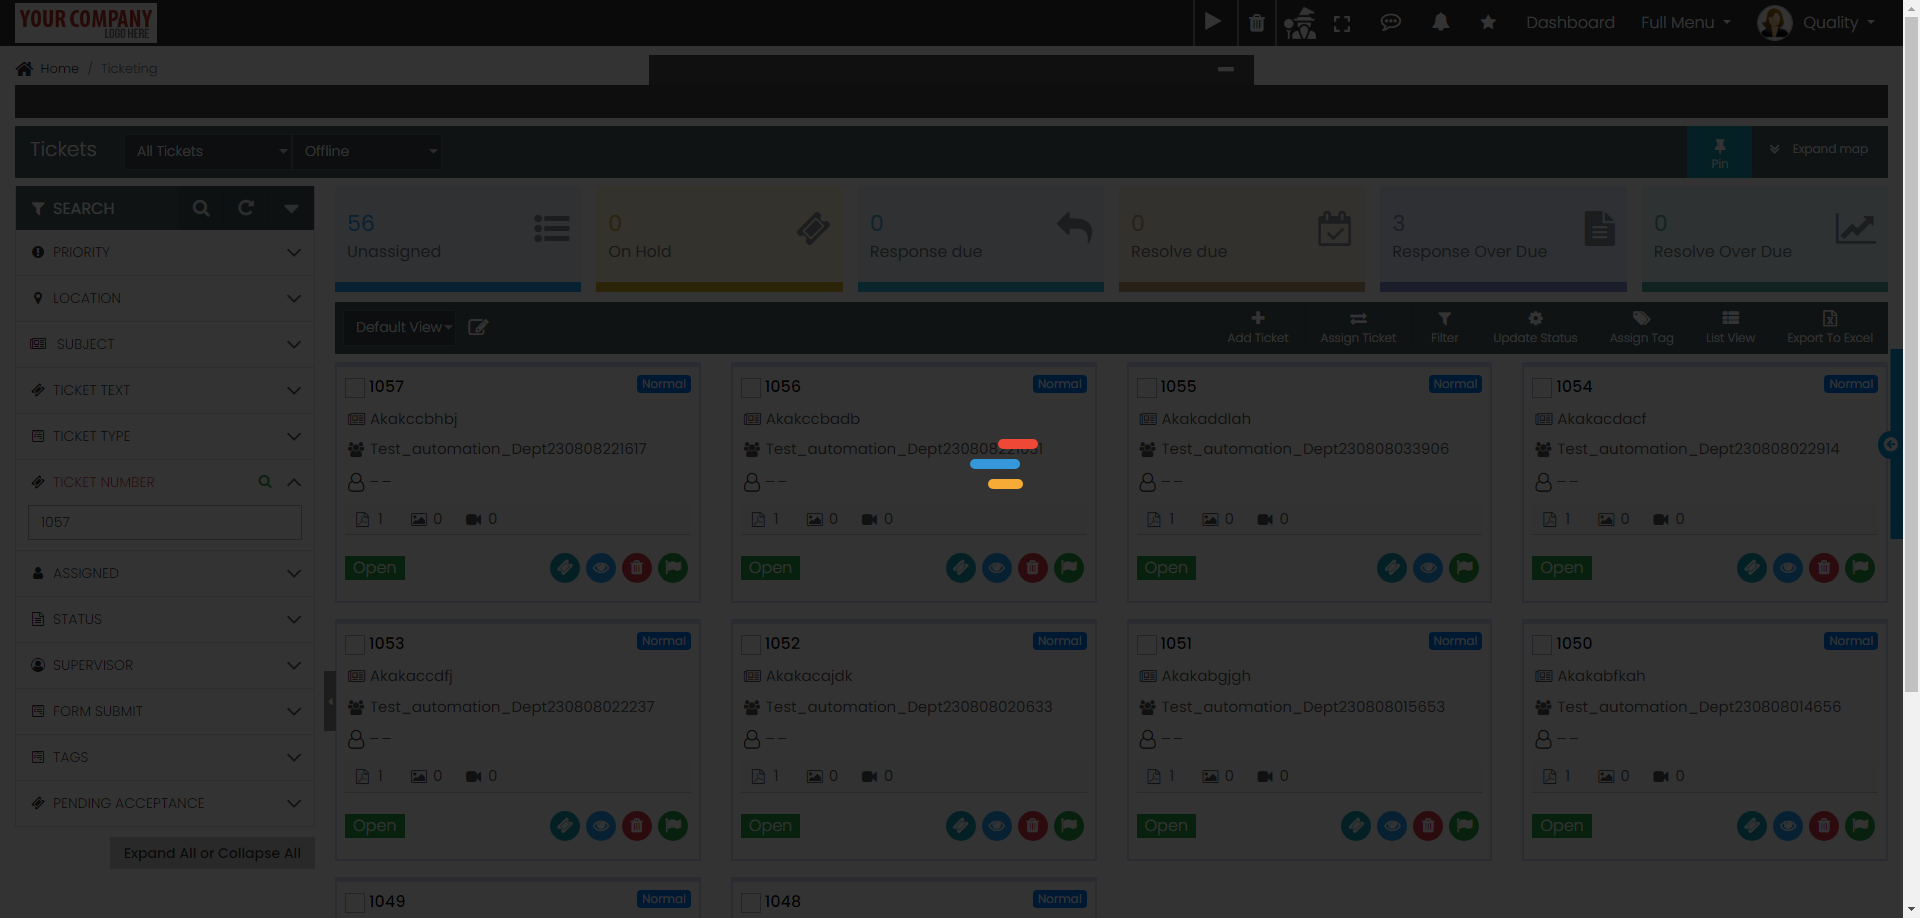 YOUR COMPANY
LOGO HERE
Dashboard
Full Menu
Quality
Home / Ticketing
Tickets
All Tickets
Offline
Pin
Expand map
SEARCH
PRIORITY
LOCATION
SUBJECT
TICKET TEXT
TICKET TYPE
TICKET NUMBER
1057
ASSIGNED
STATUS
SUPERVISOR
FORM SUBMIT
TAGS
PENDING ACCEPTANCE
Expand All or Collapse All
56
Unassigned
0
On Hold
0
Response due
0
Resolve due
3
Response Over Due
0
Resolve Over Due
Default View
Add Ticket
Assign Ticket
Filter
Update Status
Assign Tag
List View
Export To Excel
1057 Normal
Akakccbhbj
Test_automation_Dept230808221617
--
1 0 0
Open
1056 Normal
Akakccbadb
--
1 0 0
Open
1055 Normal
Akakaddlah
Test_automation_Dept230808033906
--
1 0 0
Open
1054 Normal
Akakacdacf
Test_automation_Dept230808022914
--
1 0 0
Open
1053 Normal
Akakaccdfj
Test_automation_Dept230808022237
--
1 0 0
Open
1052 Normal
Akakacajdk
Test_automation_Dept230808020633
--
1 0 0
Open
1051 Normal
Akakabgjgh
Test_automation_Dept230808015653
--
1 0 0
Open
1050 Normal
Akakabfkah
Test_automation_Dept230808014656
--
1 0 0
Open
1049 Normal
1048 Normal